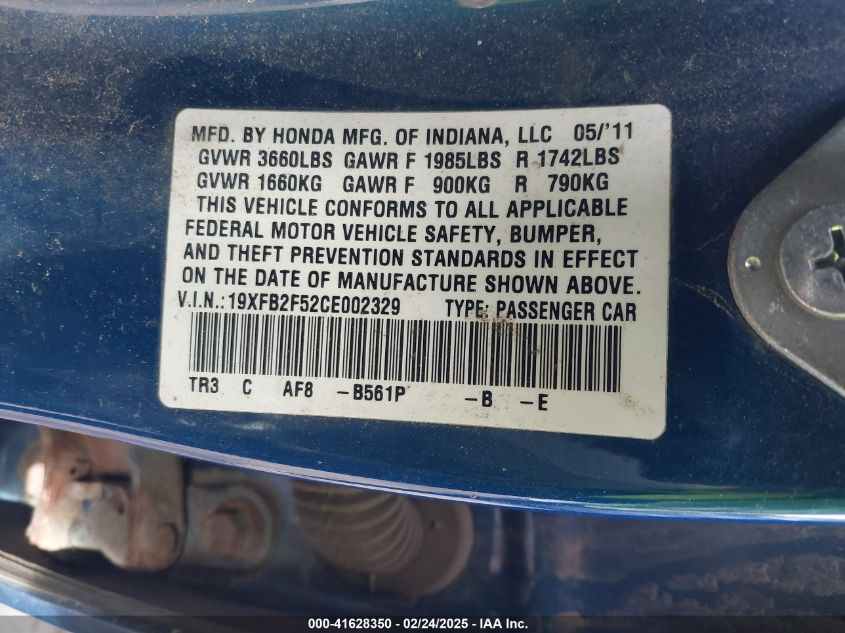 MFD. BY HONDA MFG. OF INDIANA, LLC 05/'11
GVWR 3660LBS GAWR F 1985LBS R 1742LBS
GVWR 1660KG GAWR F 900KG R 790KG
THIS VEHICLE CONFORMS TO ALL APPLICABLE
FEDERAL MOTOR VEHICLE SAFETY, BUMPER,
AND THEFT PREVENTION STANDARDS IN EFFECT
ON THE DATE OF MANUFACTURE SHOWN ABOVE.
V.I.N.:19XFB2F52CE002329 TYPE: PASSENGER CAR
TR3 C AF8 -B561P -B -E
000-41628350 - 02/24/2025 - IAA Inc.